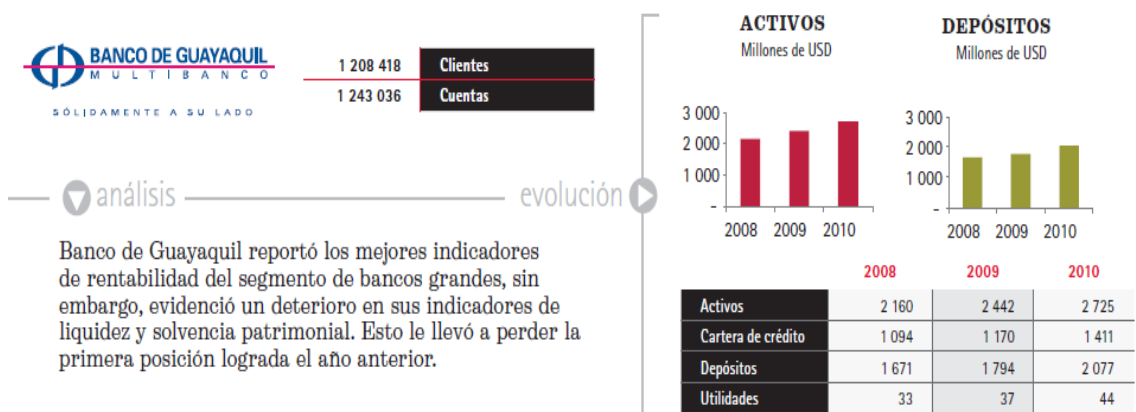 BANCO DE GUAYAQUIL
MULTIBANCO
SÓLIDAMENTE A SU LADO
1 208 418 Clientes
1 243 036 Cuentas
análisis
evolución
Banco de Guayaquil reportó los mejores indicadores
de rentabilidad del segmento de bancos grandes, sin
embargo, evidenció un deterioro en sus indicadores de
liquidez y solvencia patrimonial. Esto le llevó a perder la
primera posición lograda el año anterior.
ACTIVOS
Millones de USD
3 000
2 000
1 000
-
2008 2009 2010
DEPÓSITOS
Millones de USD
3 000
2 000
1 000
-
2008 2009 2010
2008 2009 2010
Activos 2 160 2 442 2 725
Cartera de crédito 1 094 1 170 1 411
Depósitos 1 671 1 794 2 077
Utilidades 33 37 44